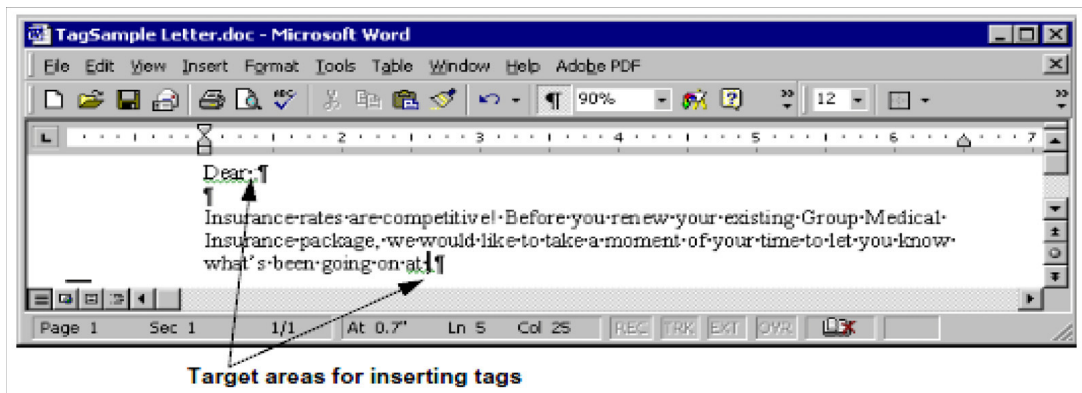 TagSample Letter.doc - Microsoft Word
File Edit View Insert Format Tools Table Window Help Adobe PDF
ABC 90% 12
1 2 3 4 5 6 7
Dear·:¶
¶
Insurance·rates·are·competitive!·Before·you·renew·your·existing·Group·Medical·
Insurance·package,·we·would·like·to·take·a·moment·of·your·time·to·let·you·know·
what's·been·going·on·at·.¶
Page 1 Sec 1 1/1 At 0.7" Ln 5 Col 25 REC TRK EXT OVR
Target areas for inserting tags